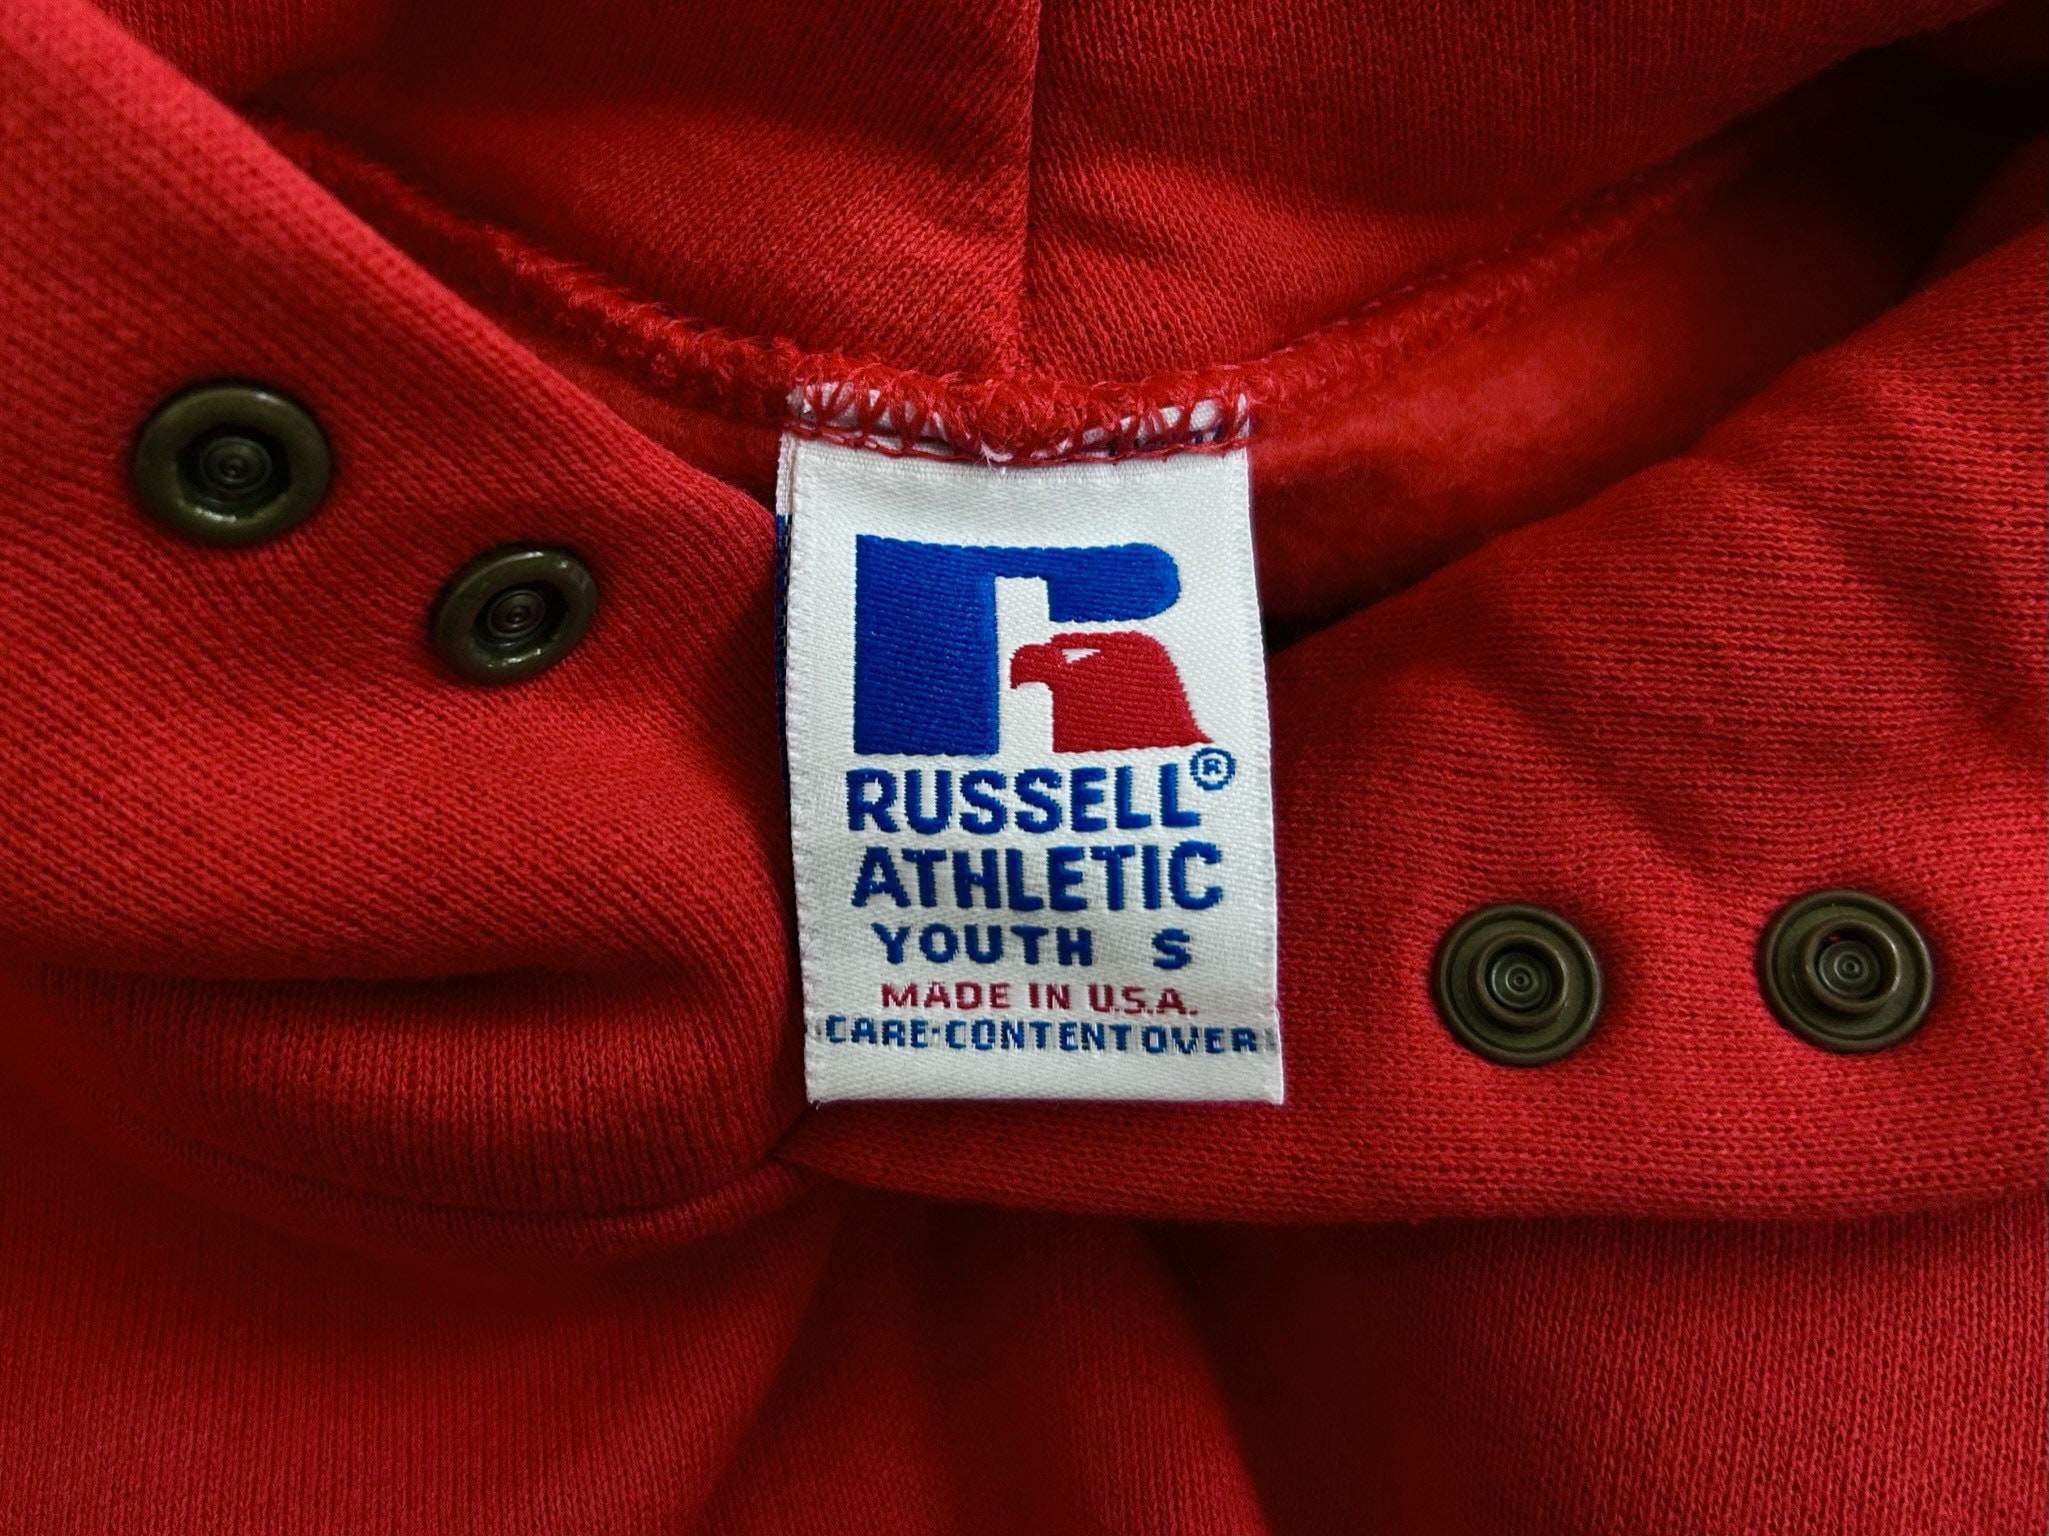 RUSSELL®
ATHLETIC
YOUTH S
MADE IN U.S.A.
CARE·CONTENT OVER